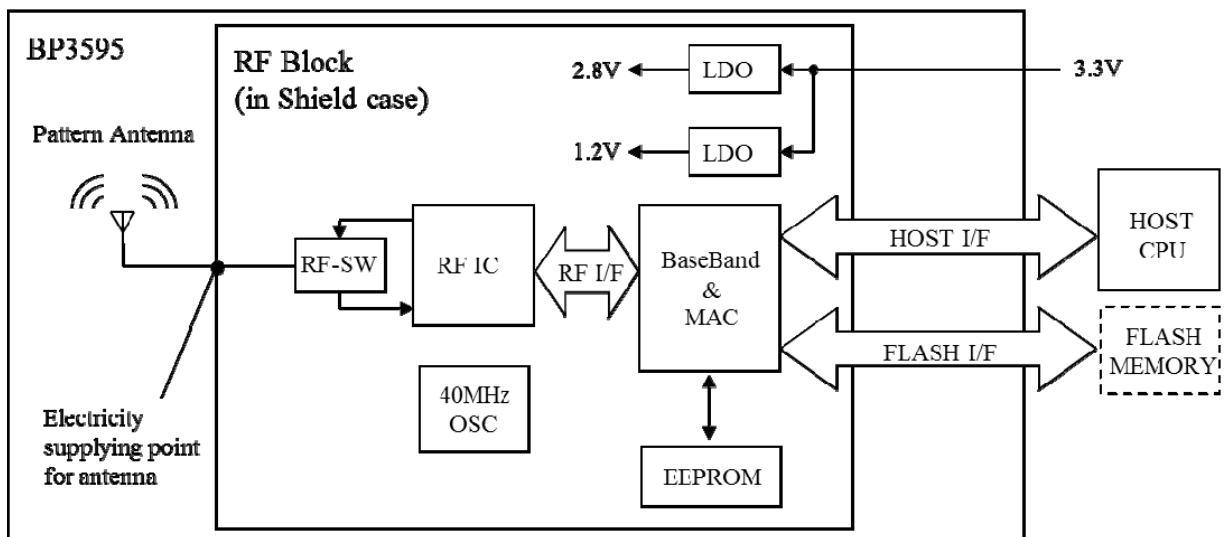 BP3595
RF Block
(in Shield case)
2.8V
LDO
3.3V
1.2V
LDO
Pattern Antenna
RF-SW
RF IC
RF I/F
BaseBand
&
MAC
HOST I/F
HOST
CPU
FLASH I/F
FLASH
MEMORY
40MHz
OSC
EEPROM
Electricity
supplying point
for antenna